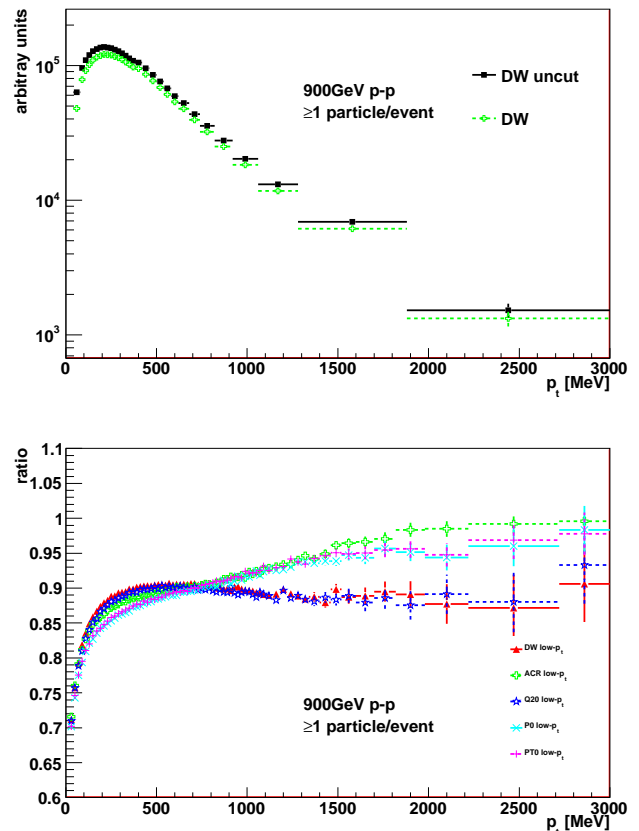 arbitray units
10^5
10^4
10^3
900GeV p-p
≥1 particle/event
DW uncut
DW
0 500 1000 1500 2000 2500 3000
p_t [MeV]
ratio
1.1
1.05
1
0.95
0.9
0.85
0.8
0.75
0.7
0.65
0.6
DW low-p_t
ACR low-p_t
Q20 low-p_t
P0 low-p_t
PT0 low-p_t
900GeV p-p
≥1 particle/event
0 500 1000 1500 2000 2500 3000
p_t [MeV]